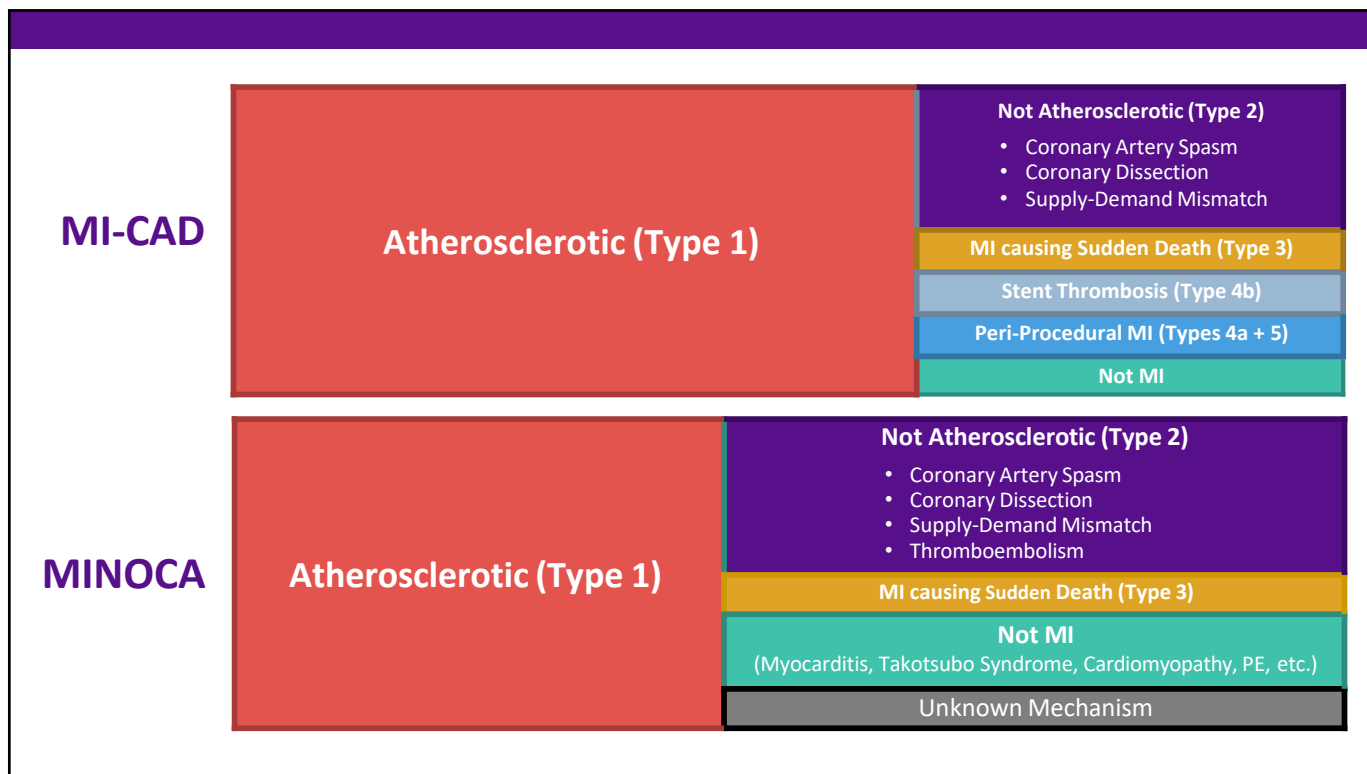 MI-CAD
Atherosclerotic (Type 1)
Not Atherosclerotic (Type 2)
• Coronary Artery Spasm
• Coronary Dissection
• Supply-Demand Mismatch
MI causing Sudden Death (Type 3)
Stent Thrombosis (Type 4b)
Peri-Procedural MI (Types 4a + 5)
Not MI
MINOCA
Atherosclerotic (Type 1)
Not Atherosclerotic (Type 2)
• Coronary Artery Spasm
• Coronary Dissection
• Supply-Demand Mismatch
• Thromboembolism
MI causing Sudden Death (Type 3)
Not MI
(Myocarditis, Takotsubo Syndrome, Cardiomyopathy, PE, etc.)
Unknown Mechanism